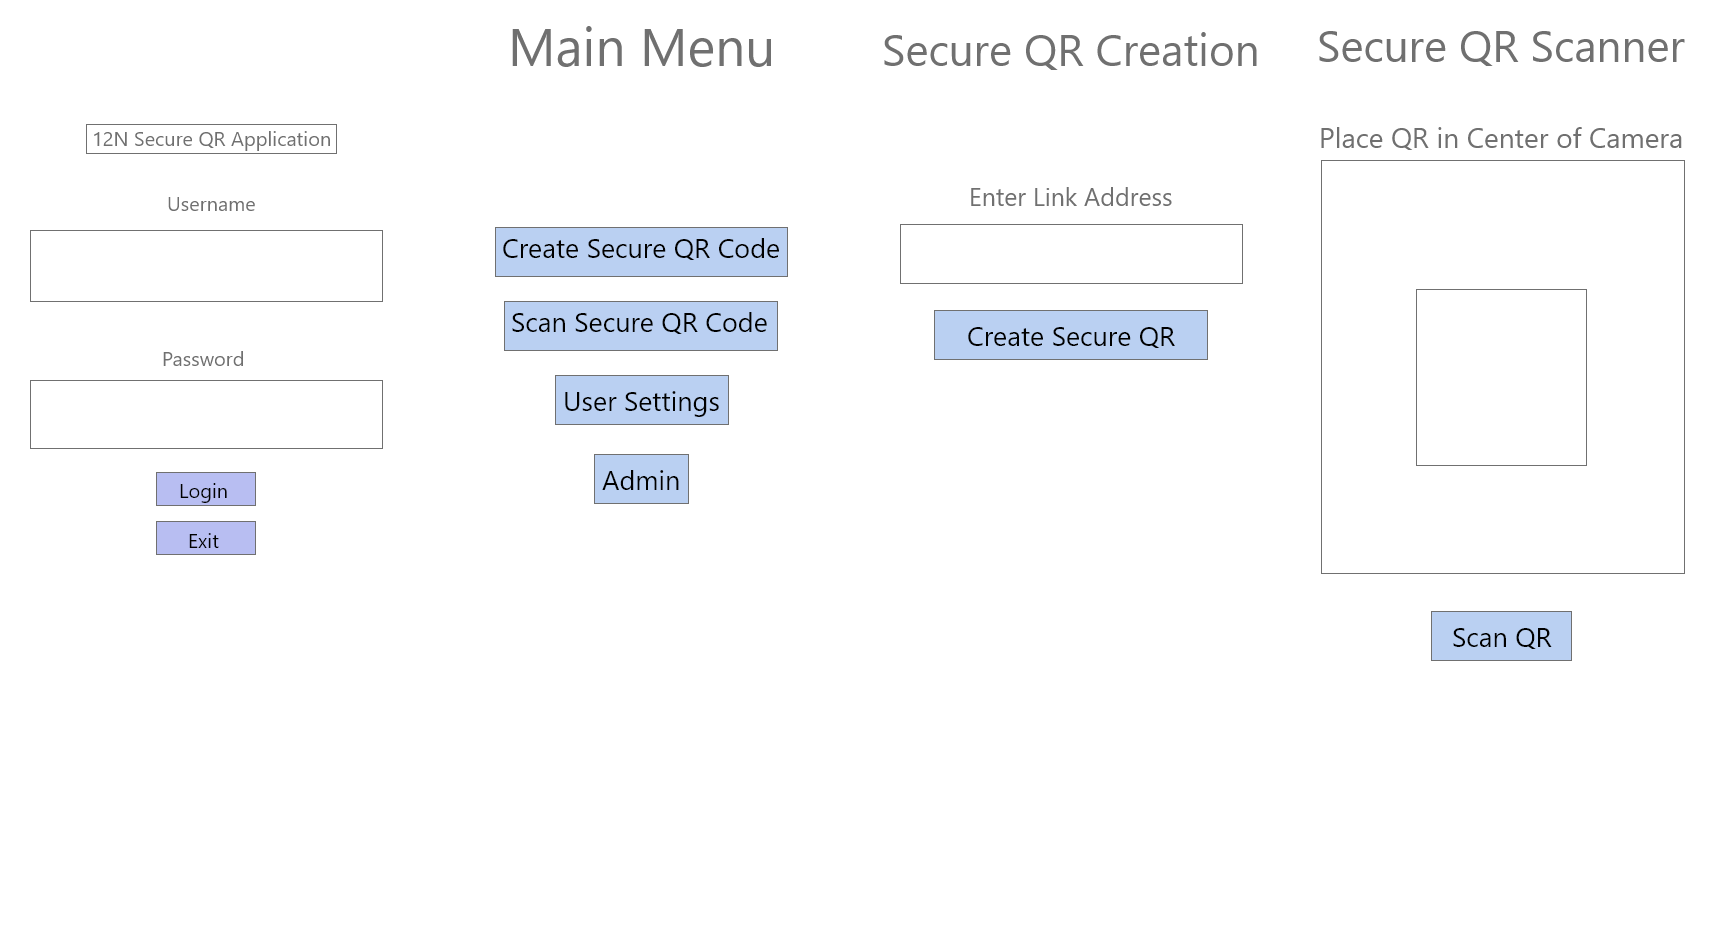 12N Secure QR Application
Username
Password
Login
Exit
Main Menu
Create Secure QR Code
Scan Secure QR Code
User Settings
Admin
Secure QR Creation
Enter Link Address
Create Secure QR
Secure QR Scanner
Place QR in Center of Camera
Scan QR